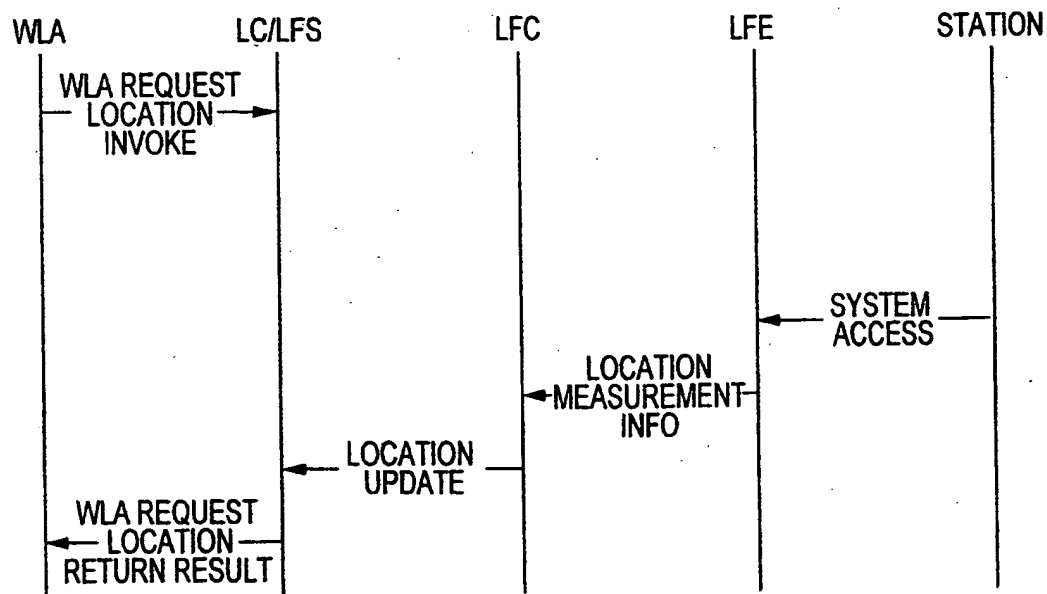 WLA LC/LFS LFC LFE STATION
WLA REQUEST
LOCATION
INVOKE
SYSTEM
ACCESS
LOCATION
MEASUREMENT
INFO
LOCATION
UPDATE
WLA REQUEST
LOCATION
RETURN RESULT